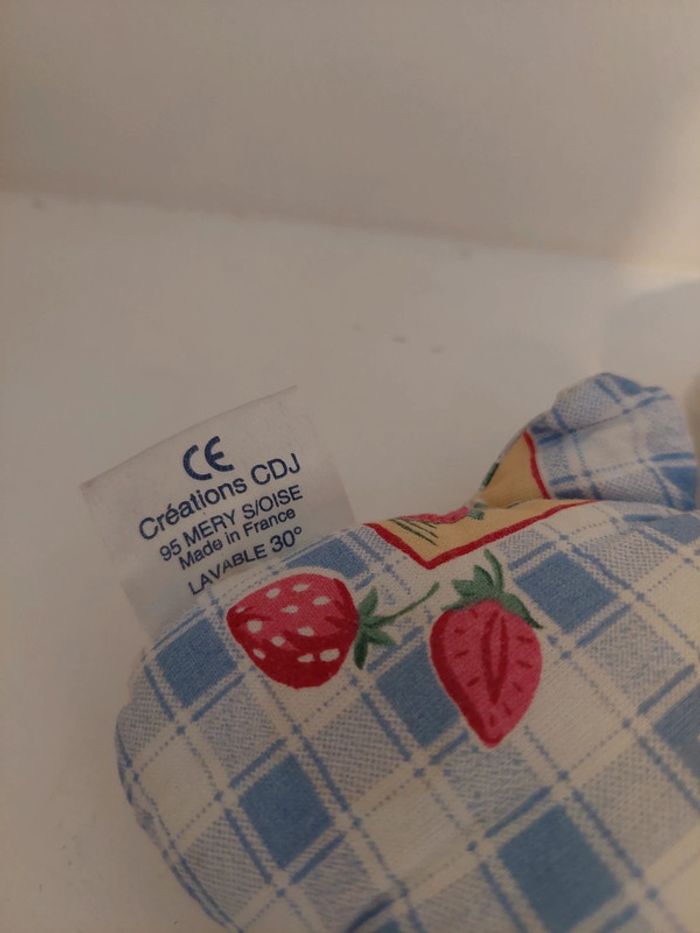 CE
Créations CDJ
95 MERY S/OISE
Made in France
LAVABLE 30°